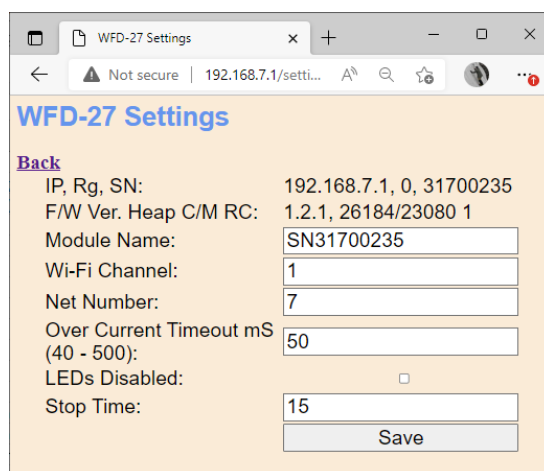 WFD-27 Settings
Not secure | 192.168.7.1/setti...
WFD-27 Settings
Back
IP, Rg, SN: 192.168.7.1, 0, 31700235
F/W Ver. Heap C/M RC: 1.2.1, 26184/23080 1
Module Name: SN31700235
Wi-Fi Channel: 1
Net Number: 7
Over Current Timeout mS
(40 - 500): 50
LEDs Disabled:
Stop Time: 15
Save